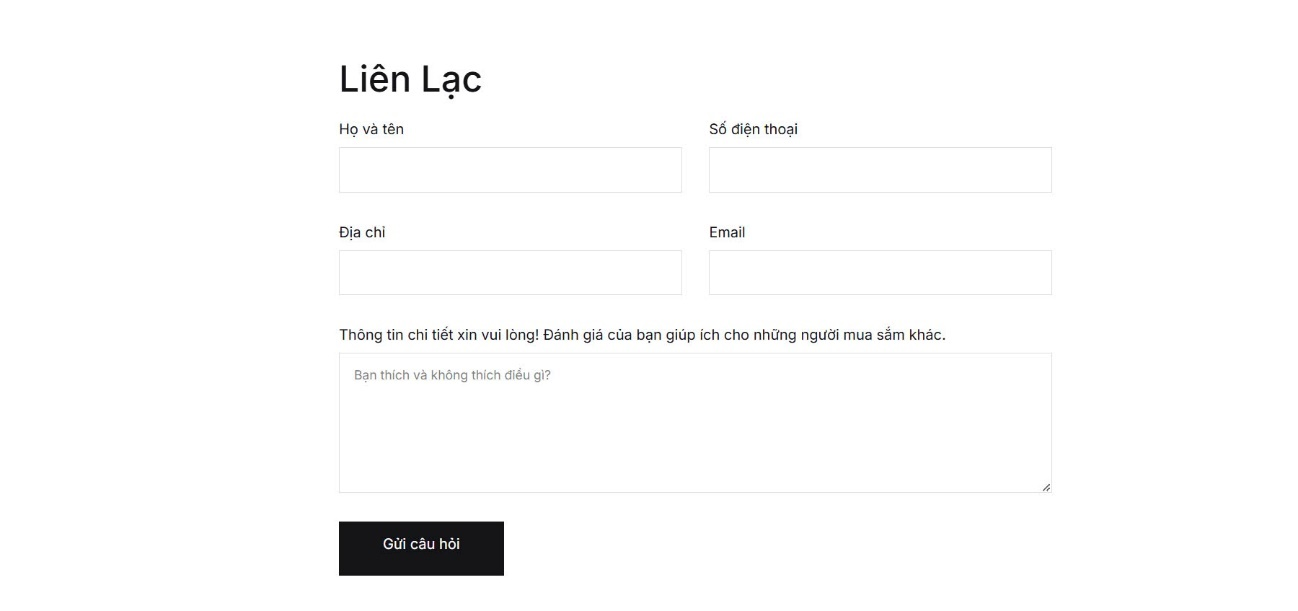 Liên Lạc
Họ và tên
Số điện thoại
Địa chỉ
Email
Thông tin chi tiết xin vui lòng! Đánh giá của bạn giúp ích cho những người mua sắm khác.
Bạn thích và không thích điều gì?
Gửi câu hỏi